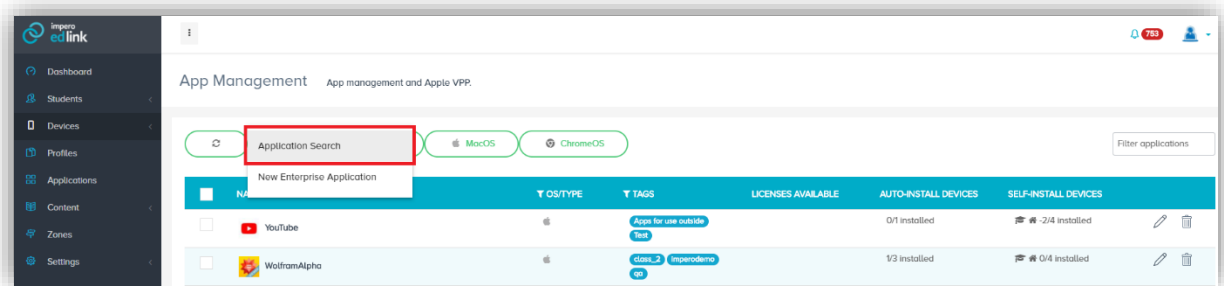 impero
edlink
753
Dashboard
Students
Devices
Profiles
Applications
Content
Zones
Settings
App Management App management and Apple VPP.
Application Search
New Enterprise Application
MacOS
ChromeOS
Filter applications
NA OS/TYPE TAGS LICENSES AVAILABLE AUTO-INSTALL DEVICES SELF-INSTALL DEVICES
YouTube Apps for use outside 0/1 installed -2/4 installed
Test
WolframAlpha class_2 Imperodemo 1/3 installed 0/4 installed
qa